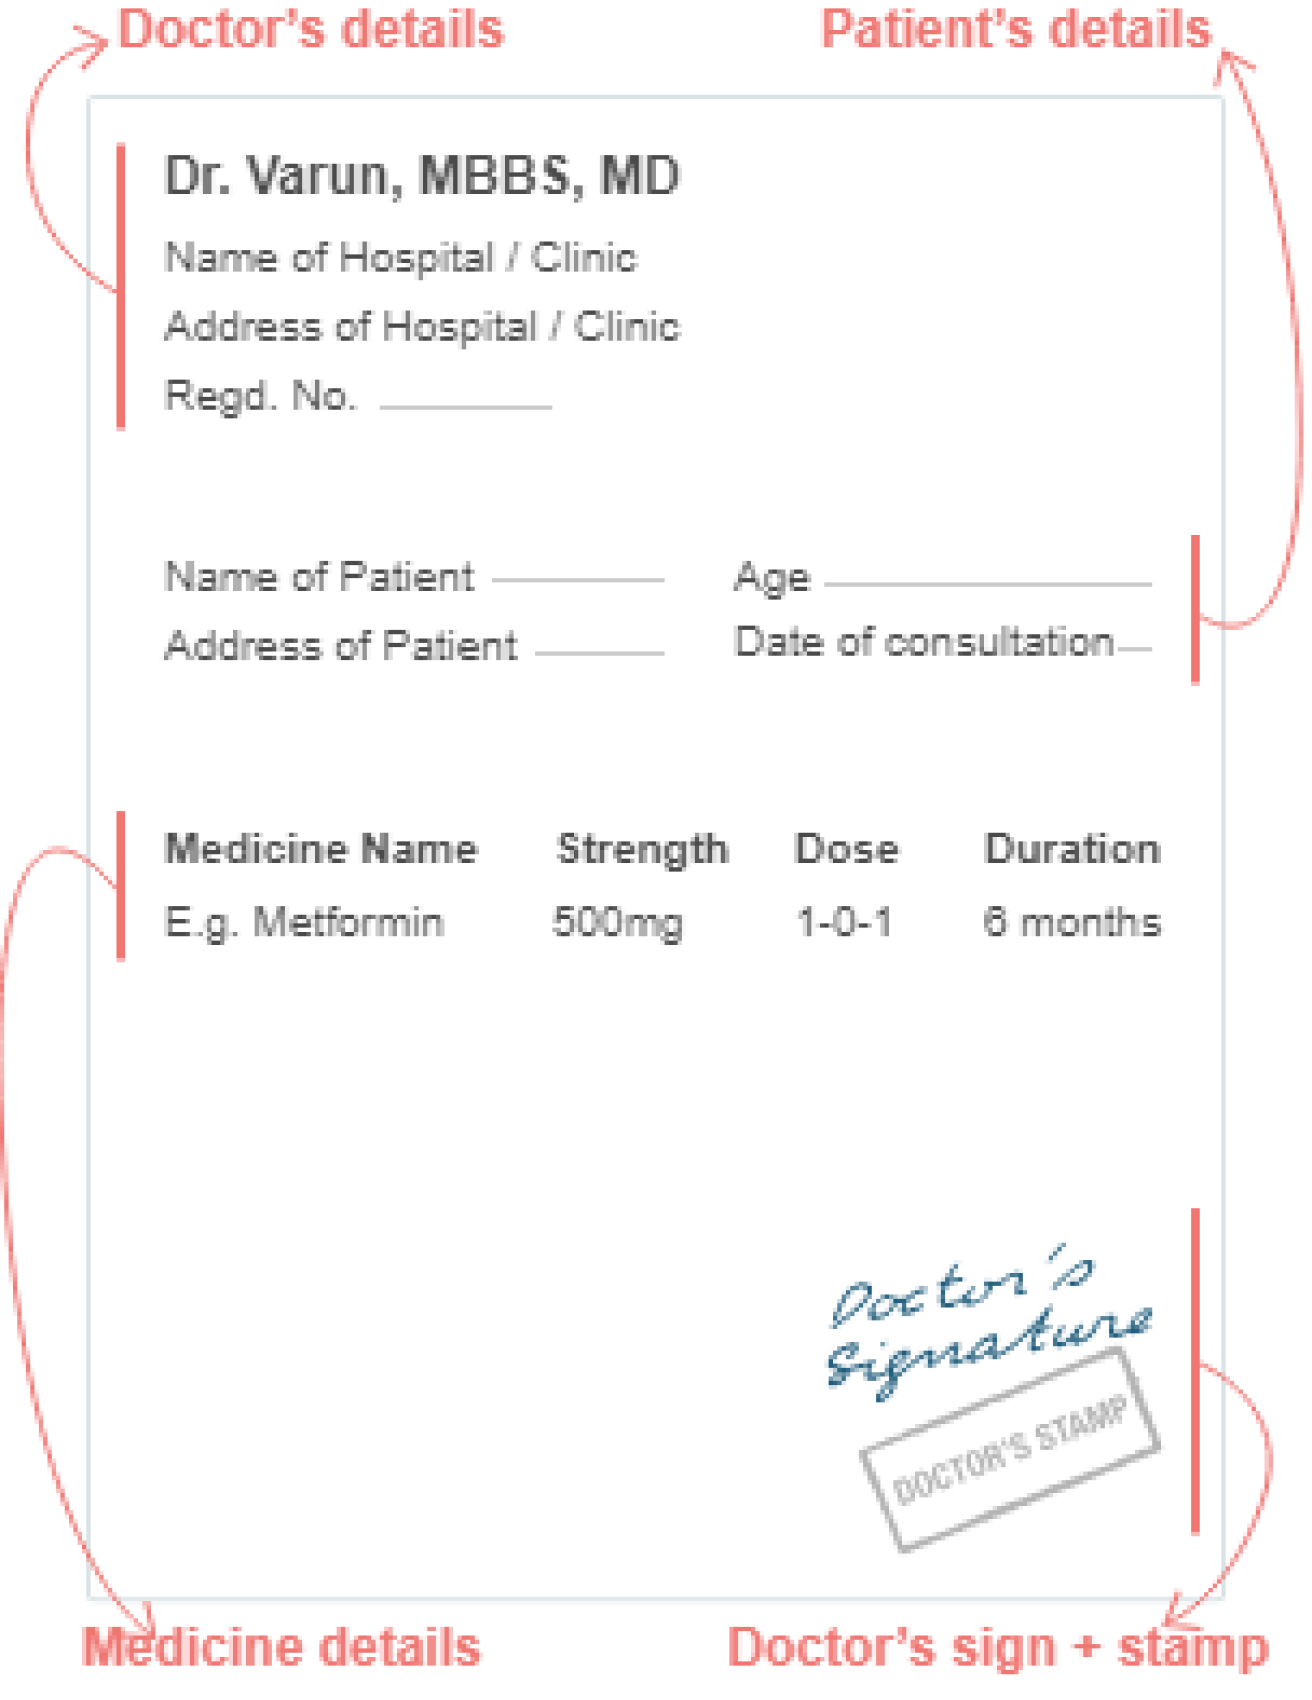 Doctor's details
Patient's details
Dr. Varun, MBBS, MD
Name of Hospital / Clinic
Address of Hospital / Clinic
Regd. No.
Name of Patient
Age
Address of Patient
Date of consultation
Medicine Name Strength Dose Duration
E.g. Metformin 500mg 1-0-1 6 months
Doctor's
Signature
DOCTOR'S STAMP
Medicine details
Doctor's sign + stamp